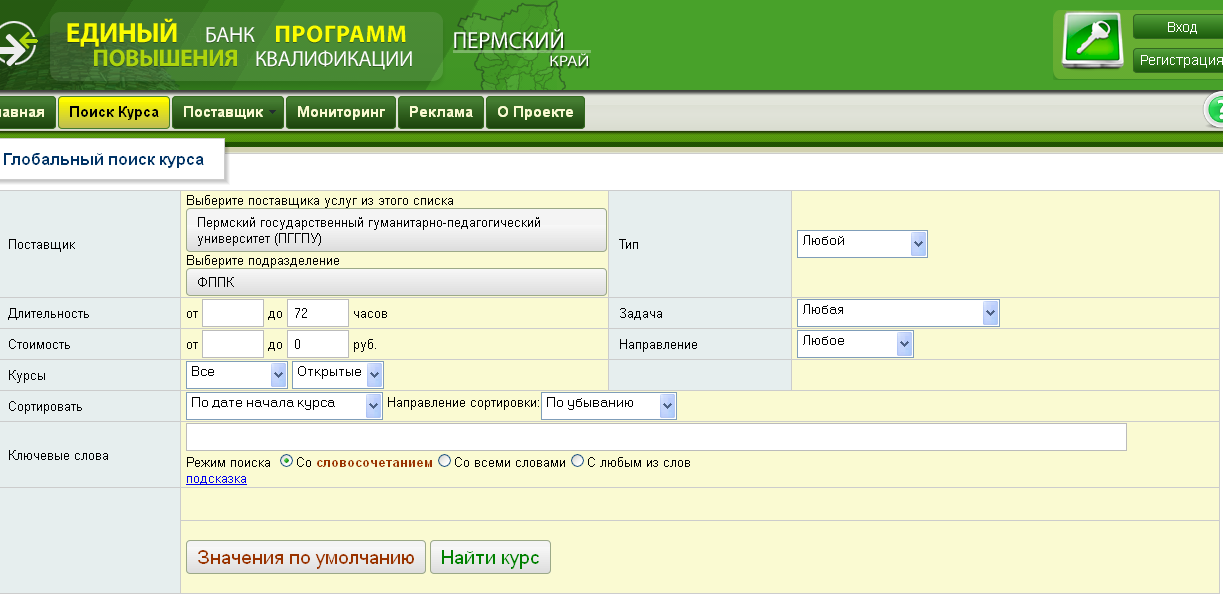 ЕДИНЫЙ БАНК ПРОГРАММ
ПОВЫШЕНИЯ КВАЛИФИКАЦИИ
ПЕРМСКИЙ
КРАЙ
Вход
Регистрация
лавная Поиск Курса Поставщик Мониторинг Реклама О Проекте
?
Глобальный поиск курса
Поставщик
Выберите поставщика услуг из этого списка
Пермский государственный гуманитарно-педагогический
университет (ПГГПУ)
Выберите подразделение
ФППК
Тип
Любой
Длительность от до 72 часов Задача Любая
Стоимость от до 0 руб. Направление Любое
Курсы Все Открытые
Сортировать По дате начала курса Направление сортировки: По убыванию
Ключевые слова
Режим поиска Со словосочетанием Со всеми словами С любым из слов
подсказка
Значения по умолчанию Найти курс